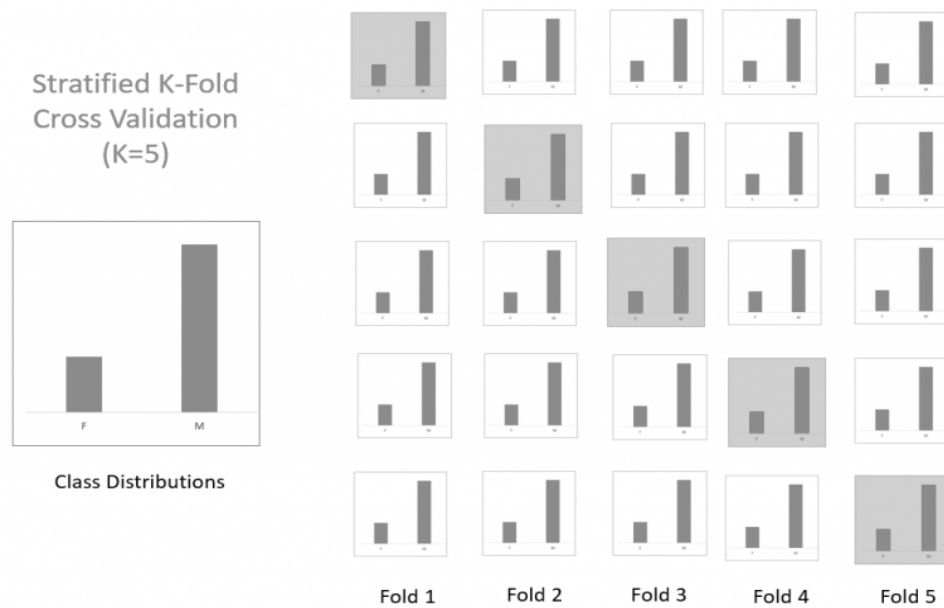 Stratified K-Fold
Cross Validation
(K=5)
F M
Class Distributions
Fold 1 Fold 2 Fold 3 Fold 4 Fold 5